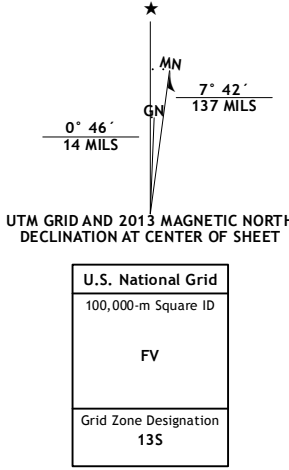 MN
GN
7° 42´
137 MILS
0° 46´
14 MILS
UTM GRID AND 2013 MAGNETIC NORTH
DECLINATION AT CENTER OF SHEET
U.S. National Grid
100,000-m Square ID
FV
Grid Zone Designation
13S